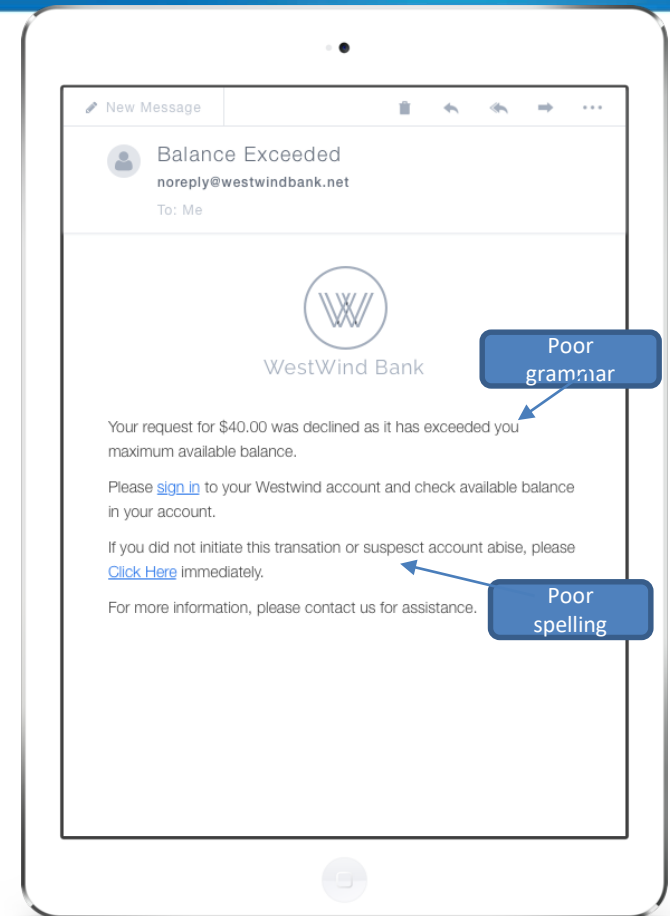 New Message
Balance Exceeded
noreply@westwindbank.net
To: Me
W
WestWind Bank
Poor
grammar
Your request for $40.00 was declined as it has exceeded you
maximum available balance.
Please sign in to your Westwind account and check available balance
in your account.
If you did not initiate this transation or suspesct account abise, please
Click Here immediately.
For more information, please contact us for assistance.
Poor
spelling